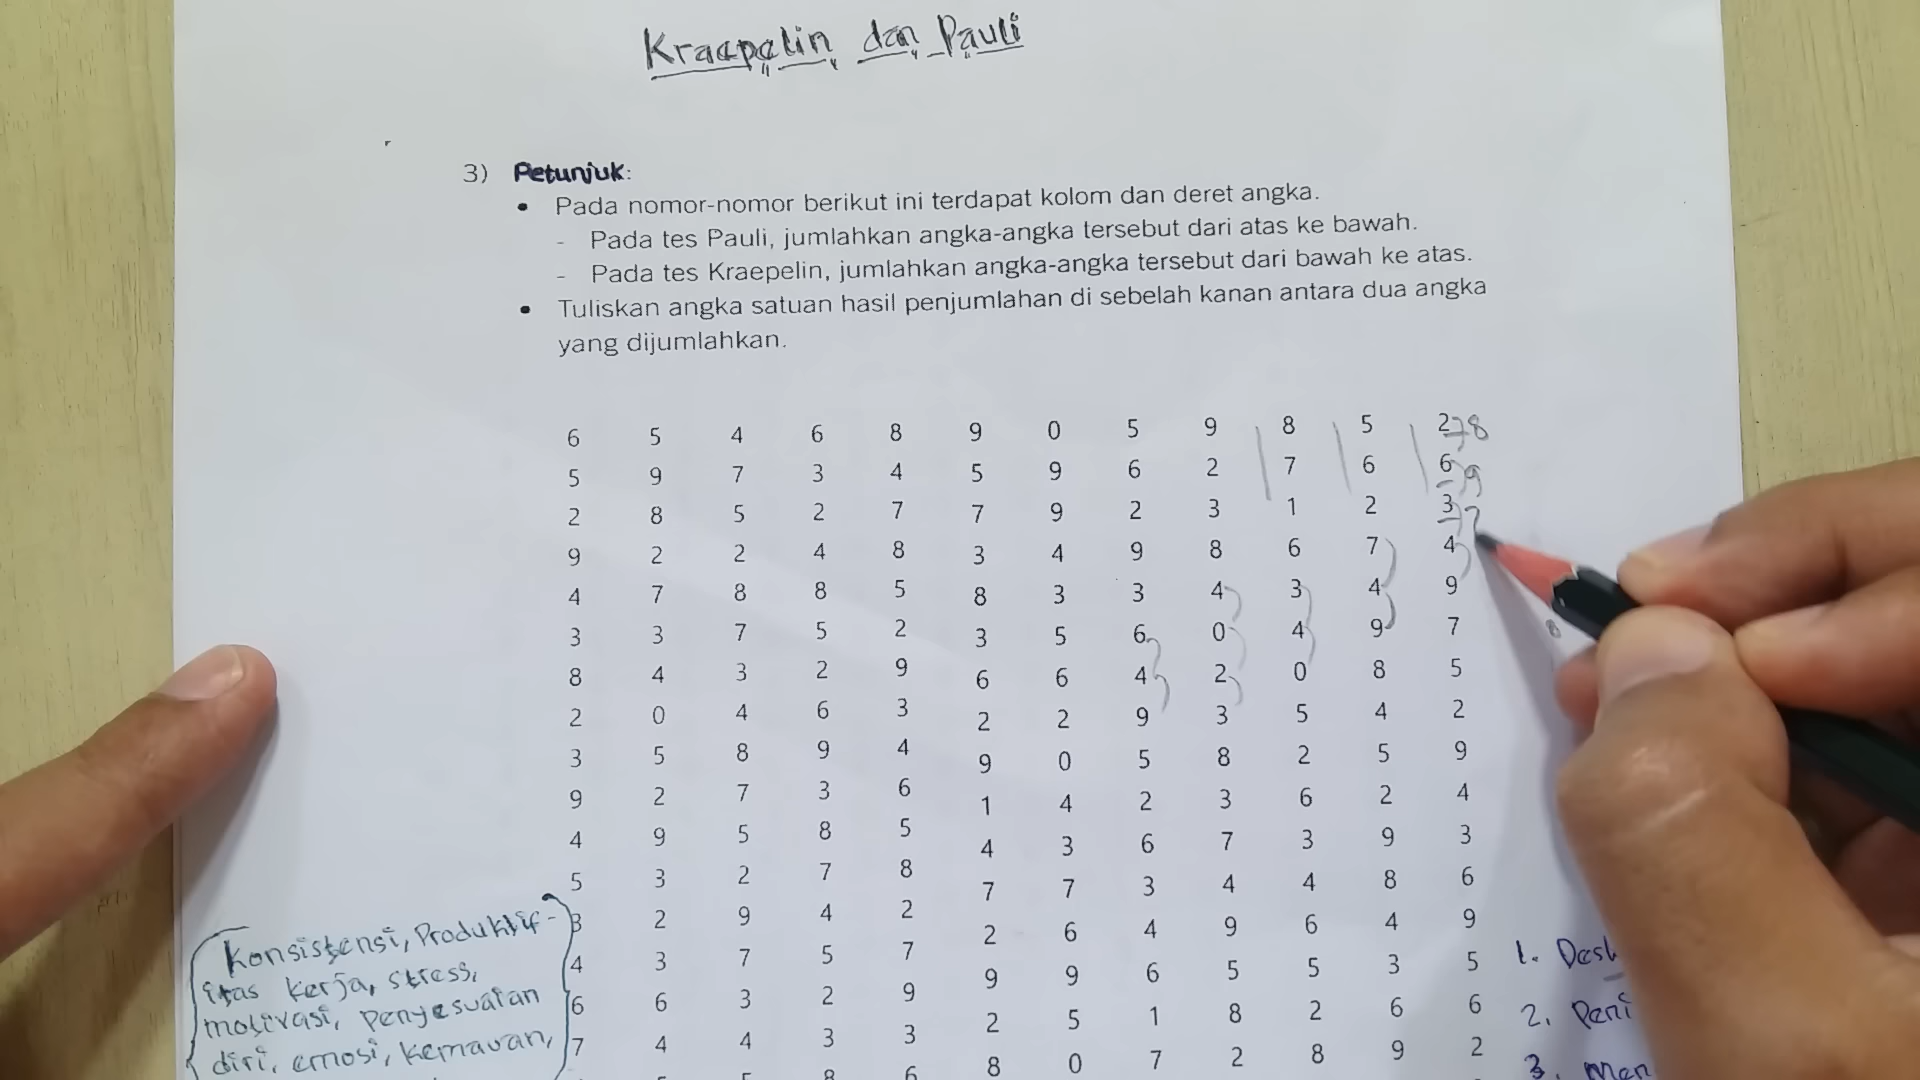 Kraepelin dan Pauli
3) Petunjuk:
• Pada nomor-nomor berikut ini terdapat kolom dan deret angka.
- Pada tes Pauli, jumlahkan angka-angka tersebut dari atas ke bawah.
- Pada tes Kraepelin, jumlahkan angka-angka tersebut dari bawah ke atas.
• Tuliskan angka satuan hasil penjumlahan di sebelah kanan antara dua angka
yang dijumlahkan.
6 5 4 6 8 9 0 5 9 8 5 2 8
5 9 7 3 4 5 9 6 2 7 6 6 9
2 8 5 2 7 7 9 2 3 1 2 3 7
9 2 2 4 8 3 4 9 8 6 7 4
4 7 8 8 5 8 3 3 4 3 4 9
3 3 7 5 2 3 5 6 0 4 9 7
8 4 3 2 9 6 6 4 2 0 8 5
2 0 4 6 3 2 2 9 3 5 4 2
3 5 8 9 4 9 0 5 8 2 5 9
9 2 7 3 6 1 4 2 3 6 2 4
4 9 5 8 5 4 3 6 7 3 9 3
5 3 2 7 8 7 7 3 4 4 8 6
3 2 9 4 2 2 6 4 9 6 4 9
4 3 7 5 7 9 9 6 5 5 3 5
6 6 3 2 9 2 5 1 8 2 6 6
7 4 4 3 3 8 0 7 2 8 9 2
8 6
Konsistensi, Produktif-
itas kerja, stress,
motivasi, penyesuaian
diri, emosi, kemauan,
1.
2.
3.